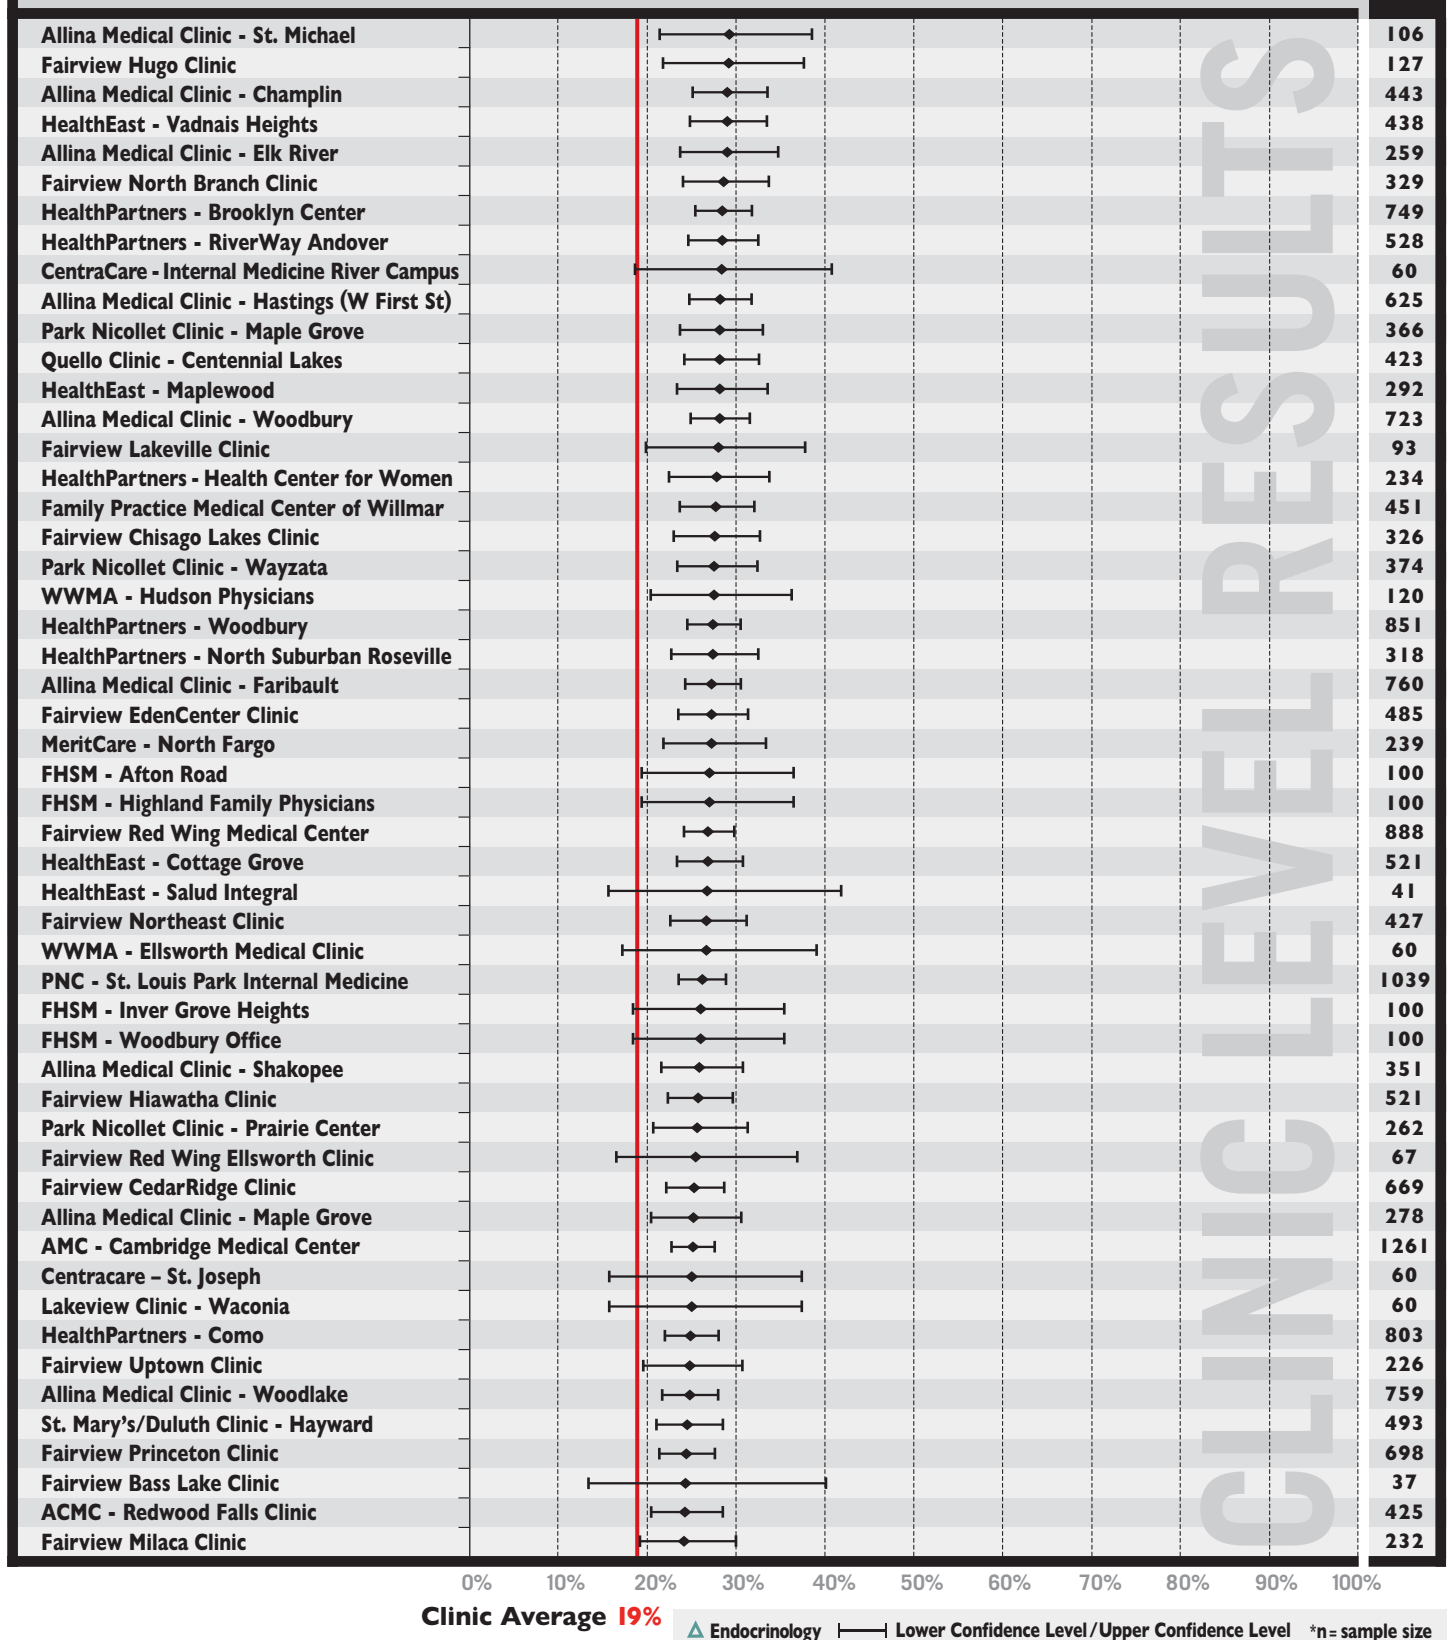 Allina Medical Clinic - St. Michael 106
Fairview Hugo Clinic 127
Allina Medical Clinic - Champlin 443
HealthEast - Vadnais Heights 438
Allina Medical Clinic - Elk River 259
Fairview North Branch Clinic 329
HealthPartners - Brooklyn Center 749
HealthPartners - RiverWay Andover 528
CentraCare - Internal Medicine River Campus 60
Allina Medical Clinic - Hastings (W First St) 625
Park Nicollet Clinic - Maple Grove 366
Quello Clinic - Centennial Lakes 423
HealthEast - Maplewood 292
Allina Medical Clinic - Woodbury 723
Fairview Lakeville Clinic 93
HealthPartners - Health Center for Women 234
Family Practice Medical Center of Willmar 451
Fairview Chisago Lakes Clinic 326
Park Nicollet Clinic - Wayzata 374
WWMA - Hudson Physicians 120
HealthPartners - Woodbury 851
HealthPartners - North Suburban Roseville 318
Allina Medical Clinic - Faribault 760
Fairview EdenCenter Clinic 485
MeritCare - North Fargo 239
FHSM - Afton Road 100
FHSM - Highland Family Physicians 100
Fairview Red Wing Medical Center 888
HealthEast - Cottage Grove 521
HealthEast - Salud Integral 41
Fairview Northeast Clinic 427
WWMA - Ellsworth Medical Clinic 60
PNC - St. Louis Park Internal Medicine 1039
FHSM - Inver Grove Heights 100
FHSM - Woodbury Office 100
Allina Medical Clinic - Shakopee 351
Fairview Hiawatha Clinic 521
Park Nicollet Clinic - Prairie Center 262
Fairview Red Wing Ellsworth Clinic 67
Fairview CedarRidge Clinic 669
Allina Medical Clinic - Maple Grove 278
AMC - Cambridge Medical Center 1261
Centracare – St. Joseph 60
Lakeview Clinic - Waconia 60
HealthPartners - Como 803
Fairview Uptown Clinic 226
Allina Medical Clinic - Woodlake 759
St. Mary's/Duluth Clinic - Hayward 493
Fairview Princeton Clinic 698
Fairview Bass Lake Clinic 37
ACMC - Redwood Falls Clinic 425
Fairview Milaca Clinic 232
CLINIC LEVEL RESULTS
0% 10% 20% 30% 40% 50% 60% 70% 80% 90% 100%
Clinic Average 19% Endocrinology Lower Confidence Level/Upper Confidence Level *n= sample size